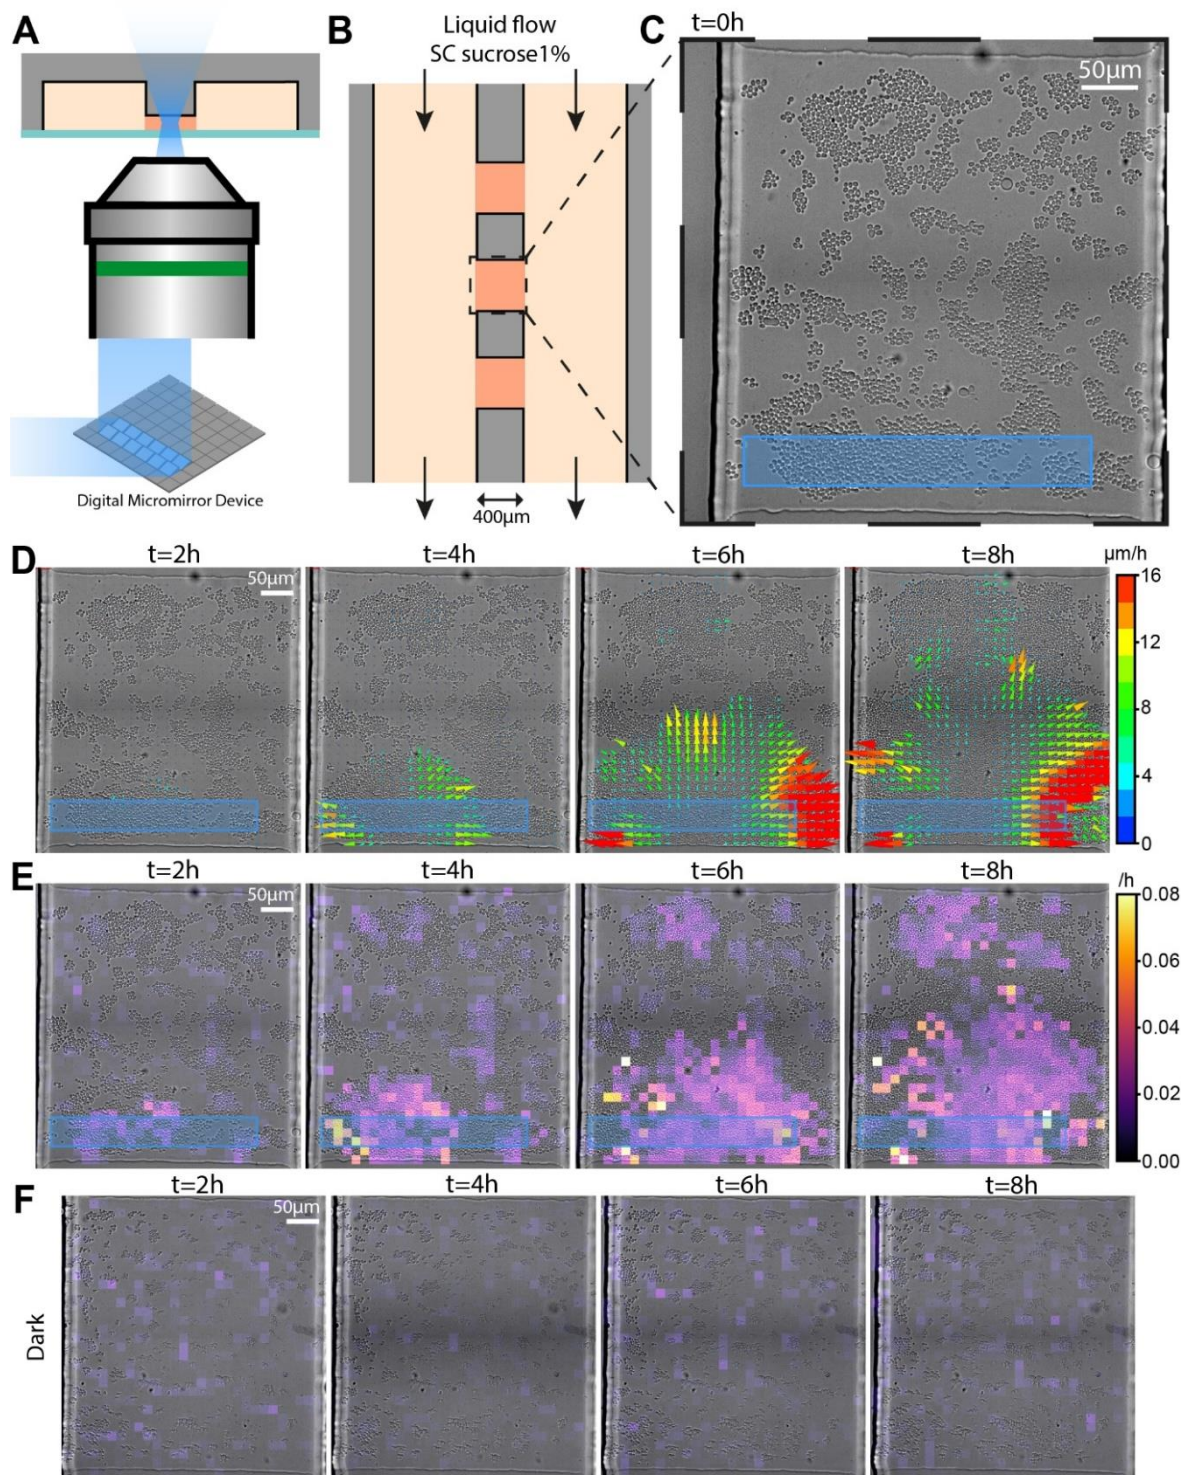 A
B
Liquid flow
SC sucrose1%
C
t=0h
50µm
Digital Micromirror Device
400µm
D
t=2h
t=4h
t=6h
t=8h
µm/h
50µm
16
12
8
4
0
E
t=2h
t=4h
t=6h
t=8h
/h
50µm
0.08
0.06
0.04
0.02
0.00
F
t=2h
t=4h
t=6h
t=8h
50µm
Dark